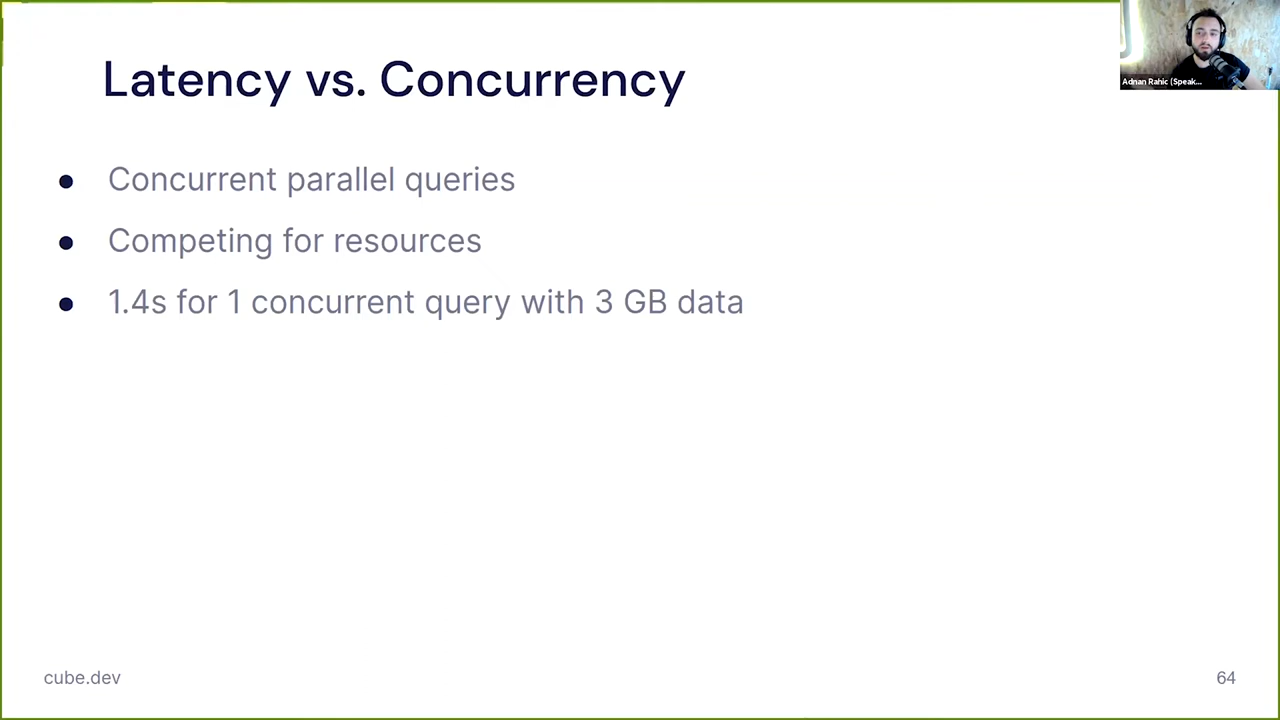 Latency vs. Concurrency
Adnan Rahic (Speak...
● Concurrent parallel queries
● Competing for resources
● 1.4s for 1 concurrent query with 3 GB data
cube.dev
64